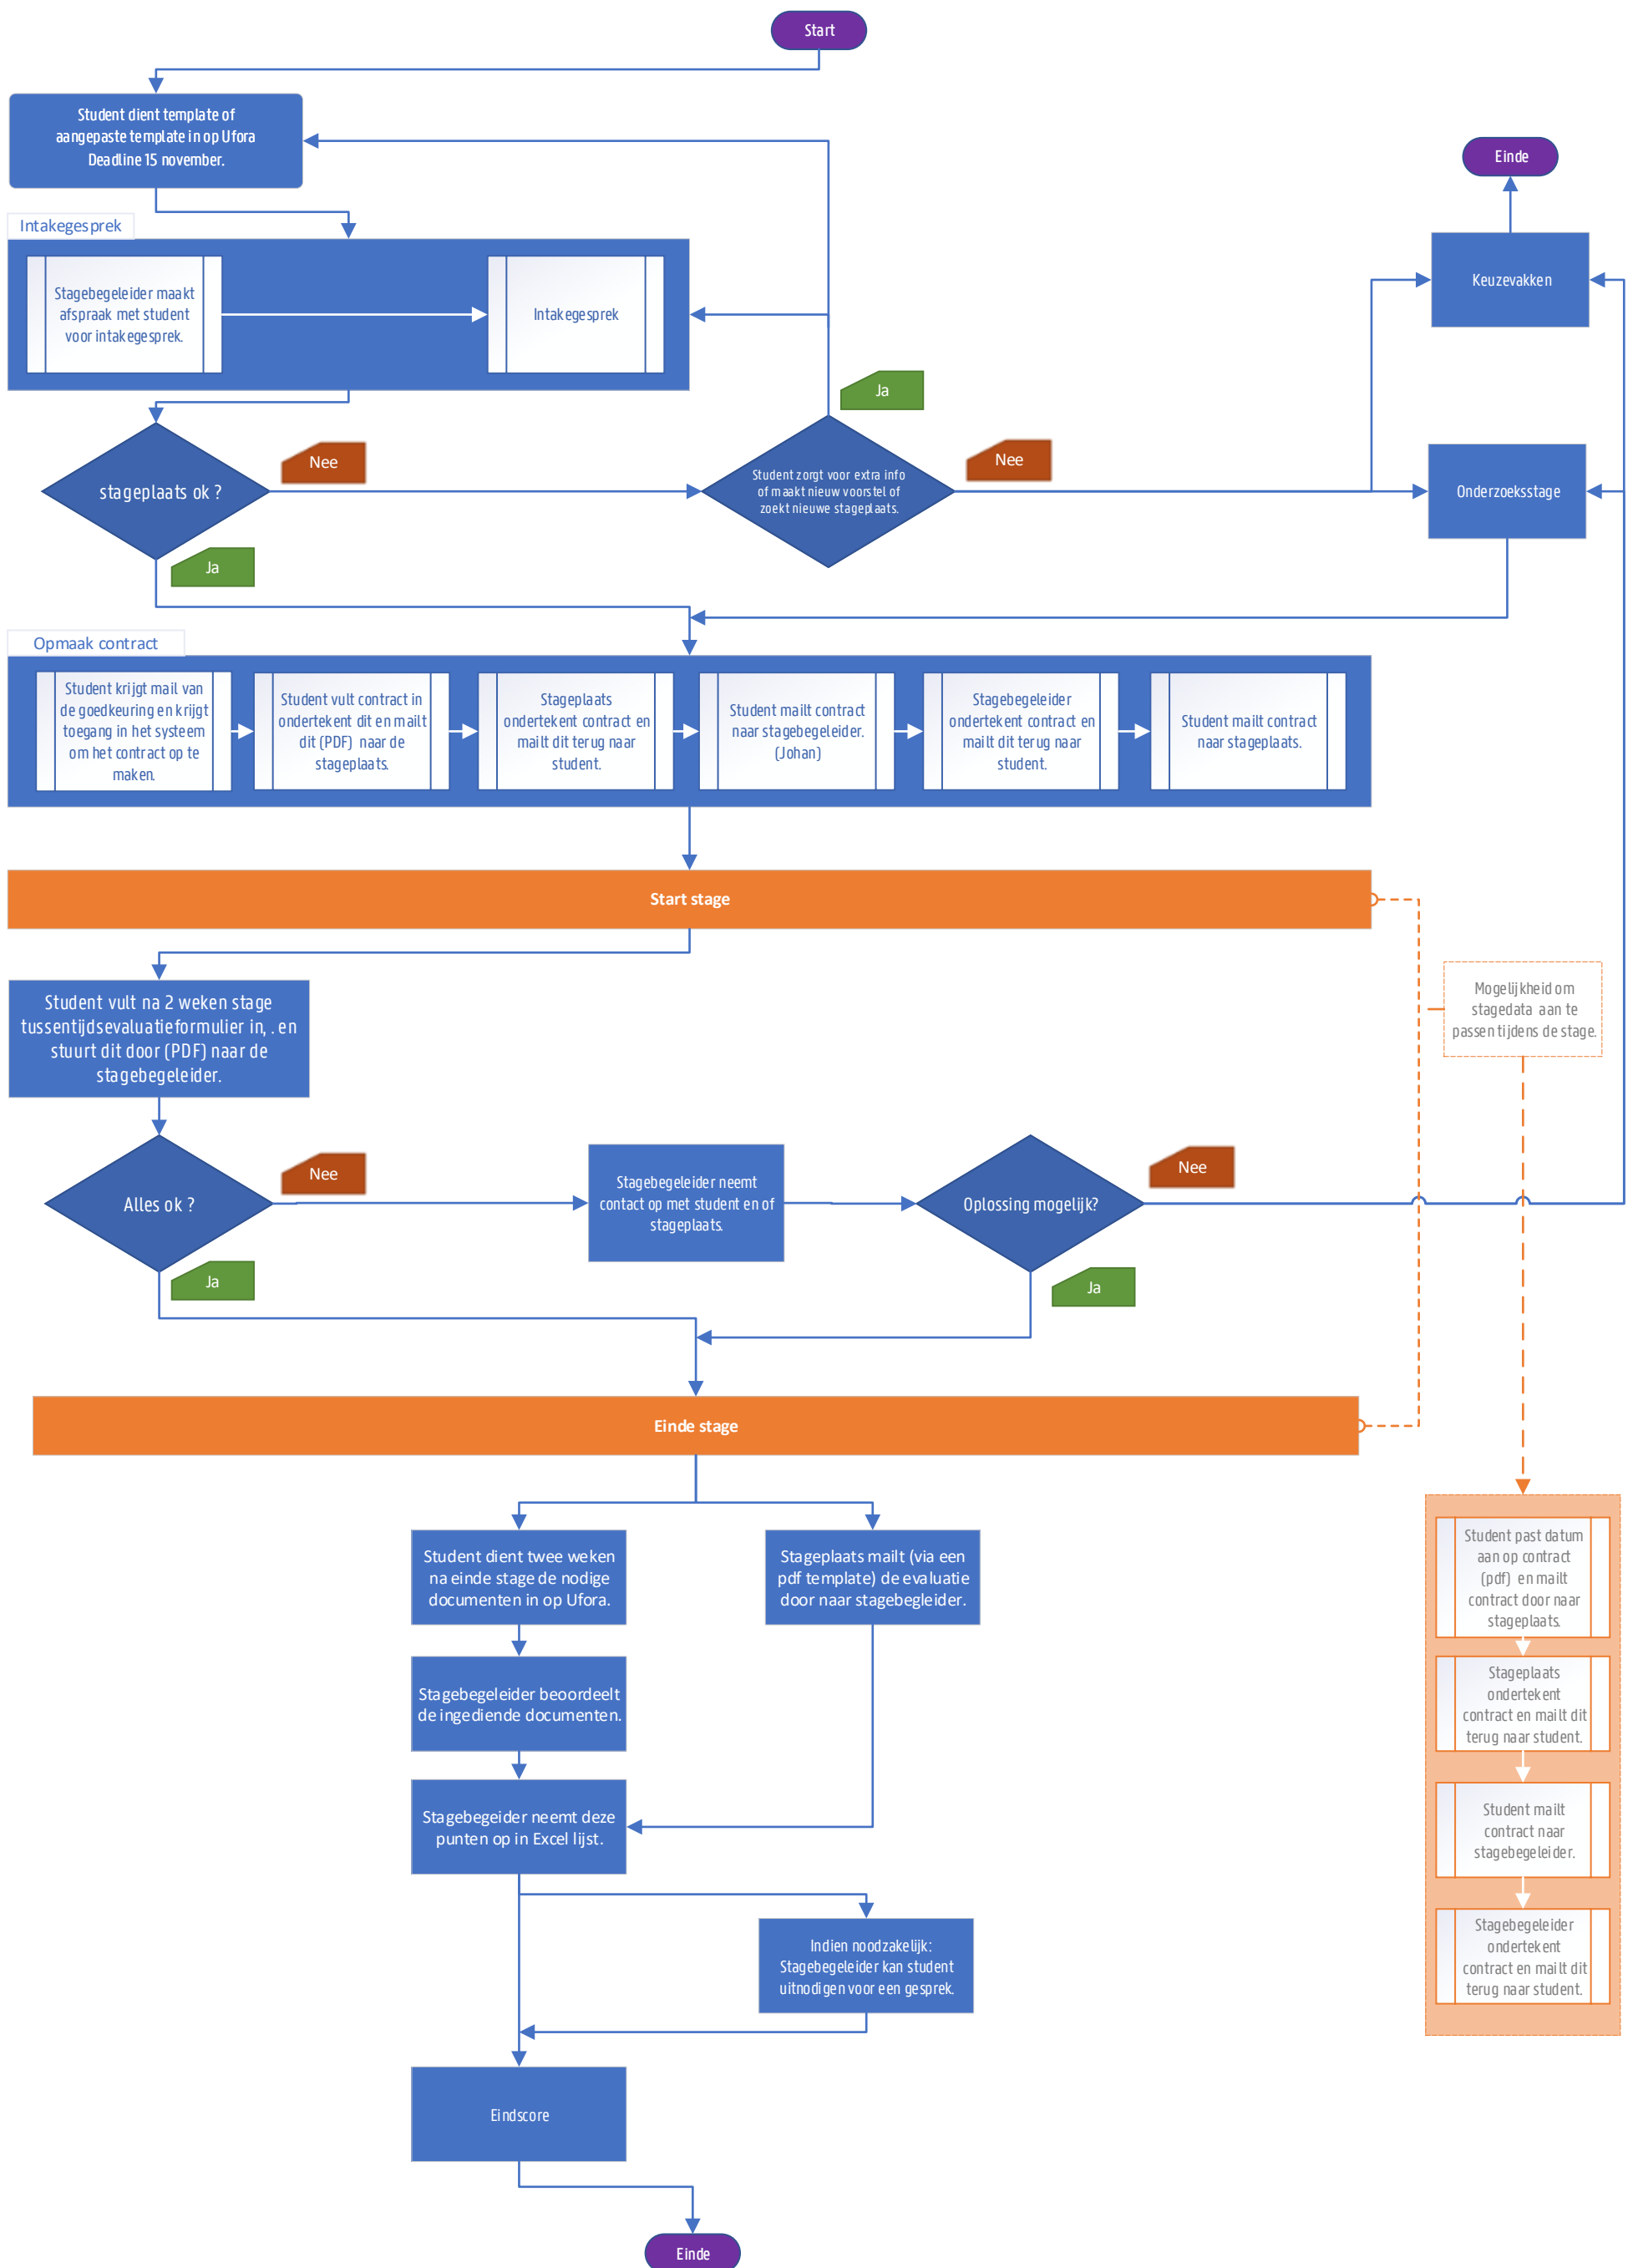 Start
Student dient template of
aangepaste template in op Ufora
Deadline 15 november.
Einde
Intakegesprek
Stagebegeleider maakt
afspraak met student
voor intakegesprek.
Intakegesprek
Keuzevakken
Ja
Nee
Nee
stageplaats ok ?
Student zorgt voor extra info
of maakt nieuw voorstel of
zoekt nieuwe stageplaats.
Onderzoeksstage
Ja
Opmaak contract
Student krijgt mail van
de goedkeuring en krijgt
toegang in het systeem
om het contract op te
maken.
Student vult contract in
ondertekent dit en mailt
dit (PDF) naar de
stageplaats.
Stageplaats
ondertekent contract en
mailt dit terug naar
student.
Student mailt contract
naar stagebegeleider.
(Johan)
Stagebegeleider
ondertekent contract en
mailt dit terug naar
student.
Student mailt contract
naar stageplaats.
Start stage
Student vult na 2 weken stage
tussentijdsevaluatieformulier in, . en
stuurt dit door (PDF) naar de
stagebegeleider.
Mogelijkheid om
stagedata aan te
passen tijdens de stage.
Nee
Nee
Alles ok ?
Stagebegeleider neemt
contact op met student en of
stageplaats.
Oplossing mogelijk?
Ja
Ja
Einde stage
Student dient twee weken
na einde stage de nodige
documenten in op Ufora.
Stageplaats mailt (via een
pdf template) de evaluatie
door naar stagebegleider.
Student past datum
aan op contract
(pdf) en mailt
contract door naar
stageplaats.
Stagebegeleider beoordeelt
de ingediende documenten.
Stageplaats
ondertekent
contract en mailt dit
terug naar student.
Stagebegeider neemt deze
punten op in Excel lijst.
Student mailt
contract naar
stagebegeleider.
Indien noodzakelijk:
Stagebegeleider kan student
uitnodigen voor een gesprek.
Stagebegeleider
ondertekent
contract en mailt dit
terug naar student.
Eindscore
Einde